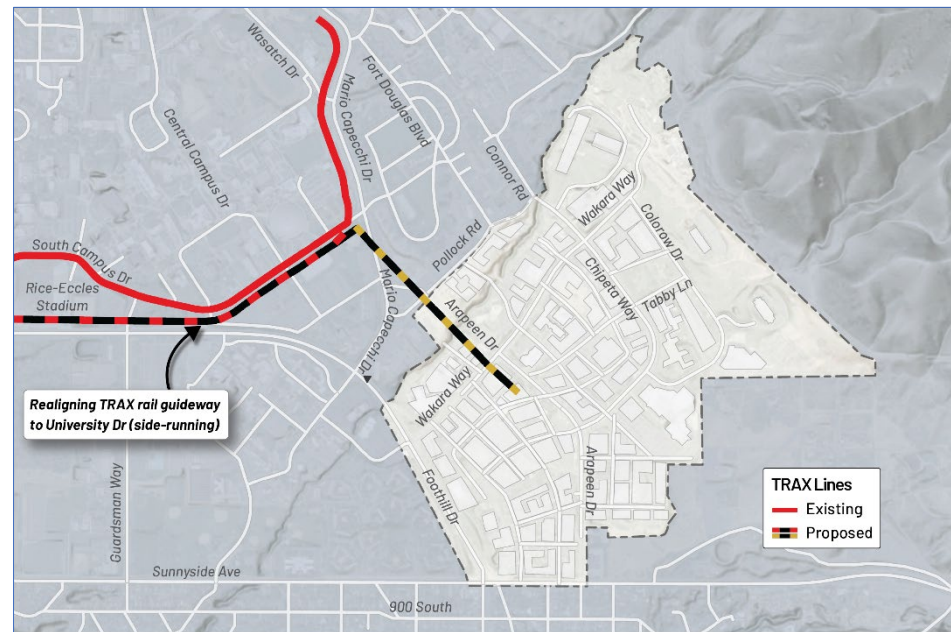 Wasatch Dr
Mario Capecchi Dr
Fort Douglas Blvd
Central Campus Dr
Connor Rd
Wakara Way
Colorow Dr
Pollock Rd
South Campus Dr
Chipeta Way
Rice-Eccles
Stadium
Mario Capecchi Dr
Tabby Ln
Arapeen Dr
Wakara Way
Realigning TRAX rail guideway
to University Dr (side-running)
Foothill Dr
Arapeen Dr
Guardsman Way
TRAX Lines
Existing
Proposed
Sunnyside Ave
900 South